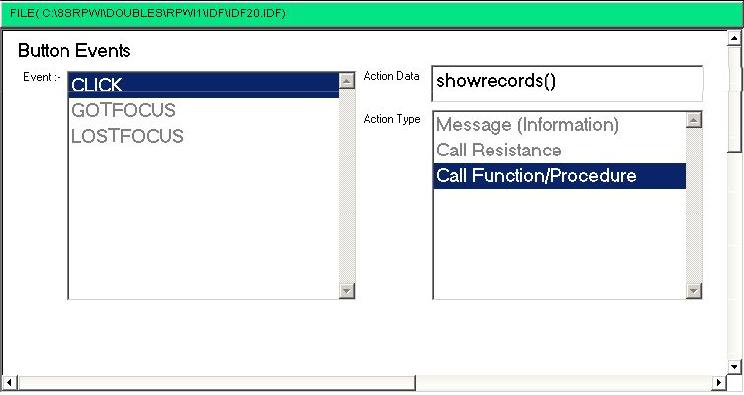 FILE( C:\SSRPWI\DOUBLES\RPWI1\IDF\IDF20.IDF)
Button Events
Event :-
CLICK
GOTFOCUS
LOSTFOCUS
Action Data
showrecords()
Action Type
Message (Information)
Call Resistance
Call Function/Procedure